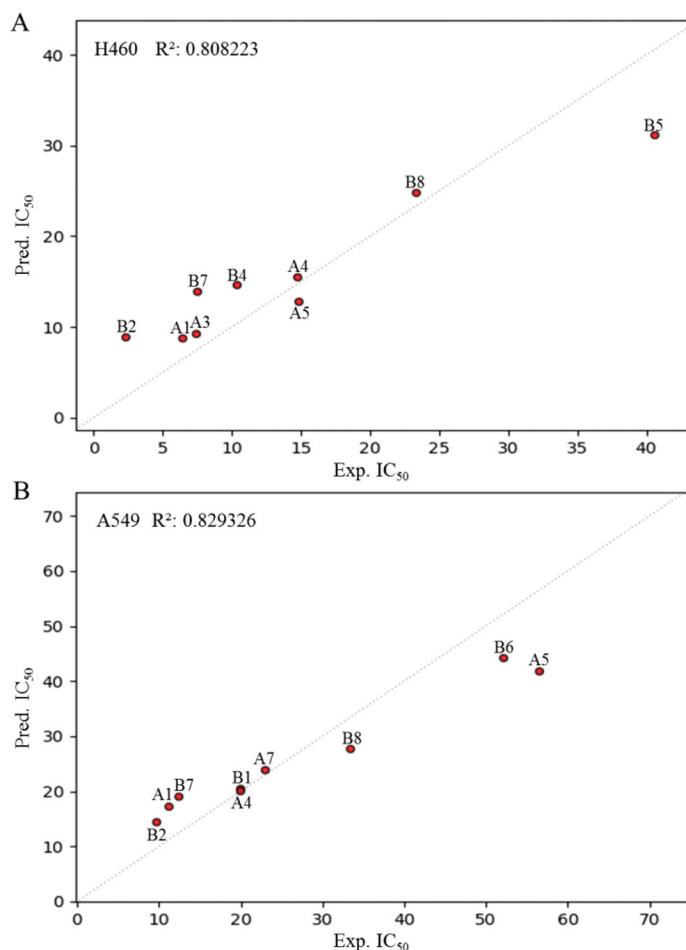 A
H460 R²: 0.808223
40
30
20
10
0
Pred. IC₅₀
B5
B8
A4
B4
B7
A5
A3
A1
B2
0 5 10 15 20 25 30 35 40
Exp. IC₅₀
B
A549 R²: 0.829326
70
60
50
40
30
20
10
0
Pred. IC₅₀
B6
A5
B8
A7
B1
A4
B7
A1
B2
0 10 20 30 40 50 60 70
Exp. IC₅₀